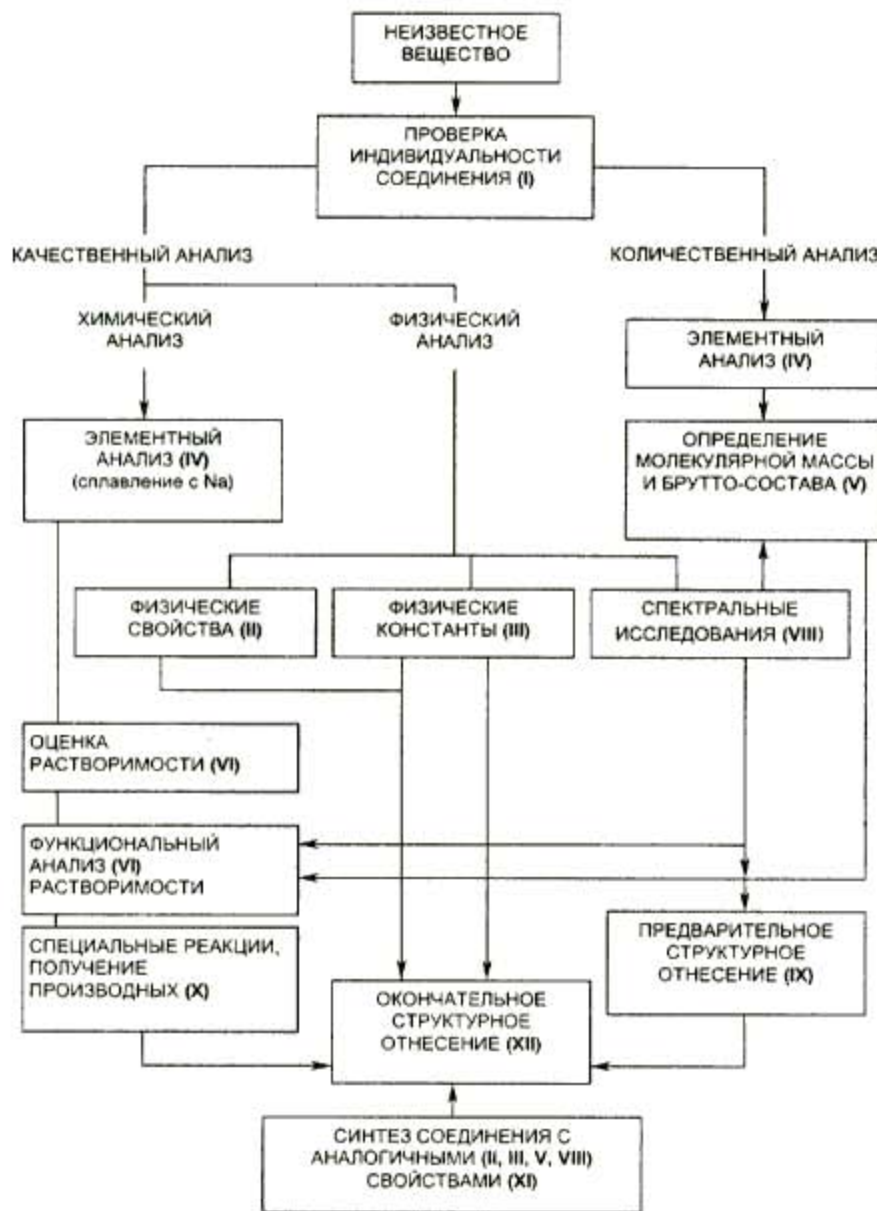 НЕИЗВЕСТНОЕ
ВЕЩЕСТВО
ПРОВЕРКА
ИНДИВИДУАЛЬНОСТИ
СОЕДИНЕНИЯ (I)
КАЧЕСТВЕННЫЙ АНАЛИЗ
КОЛИЧЕСТВЕННЫЙ АНАЛИЗ
ХИМИЧЕСКИЙ
АНАЛИЗ
ФИЗИЧЕСКИЙ
АНАЛИЗ
ЭЛЕМЕНТНЫЙ
АНАЛИЗ (IV)
ЭЛЕМЕНТНЫЙ
АНАЛИЗ (IV)
(сплавление с Na)
ОПРЕДЕЛЕНИЕ
МОЛЕКУЛЯРНОЙ МАССЫ
И БРУТТО-СОСТАВА (V)
ФИЗИЧЕСКИЕ
СВОЙСТВА (II)
ФИЗИЧЕСКИЕ
КОНСТАНТЫ (III)
СПЕКТРАЛЬНЫЕ
ИССЛЕДОВАНИЯ (VIII)
ОЦЕНКА
РАСТВОРИМОСТИ (VI)
ФУНКЦИОНАЛЬНЫЙ
АНАЛИЗ (VI)
РАСТВОРИМОСТИ
СПЕЦИАЛЬНЫЕ РЕАКЦИИ,
ПОЛУЧЕНИЕ
ПРОИЗВОДНЫХ (X)
ПРЕДВАРИТЕЛЬНОЕ
СТРУКТУРНОЕ
ОТНЕСЕНИЕ (IX)
ОКОНЧАТЕЛЬНОЕ
СТРУКТУРНОЕ
ОТНЕСЕНИЕ (XII)
СИНТЕЗ СОЕДИНЕНИЯ С
АНАЛОГИЧНЫМИ (Ii, III, V, VIII)
СВОЙСТВАМИ (XI)